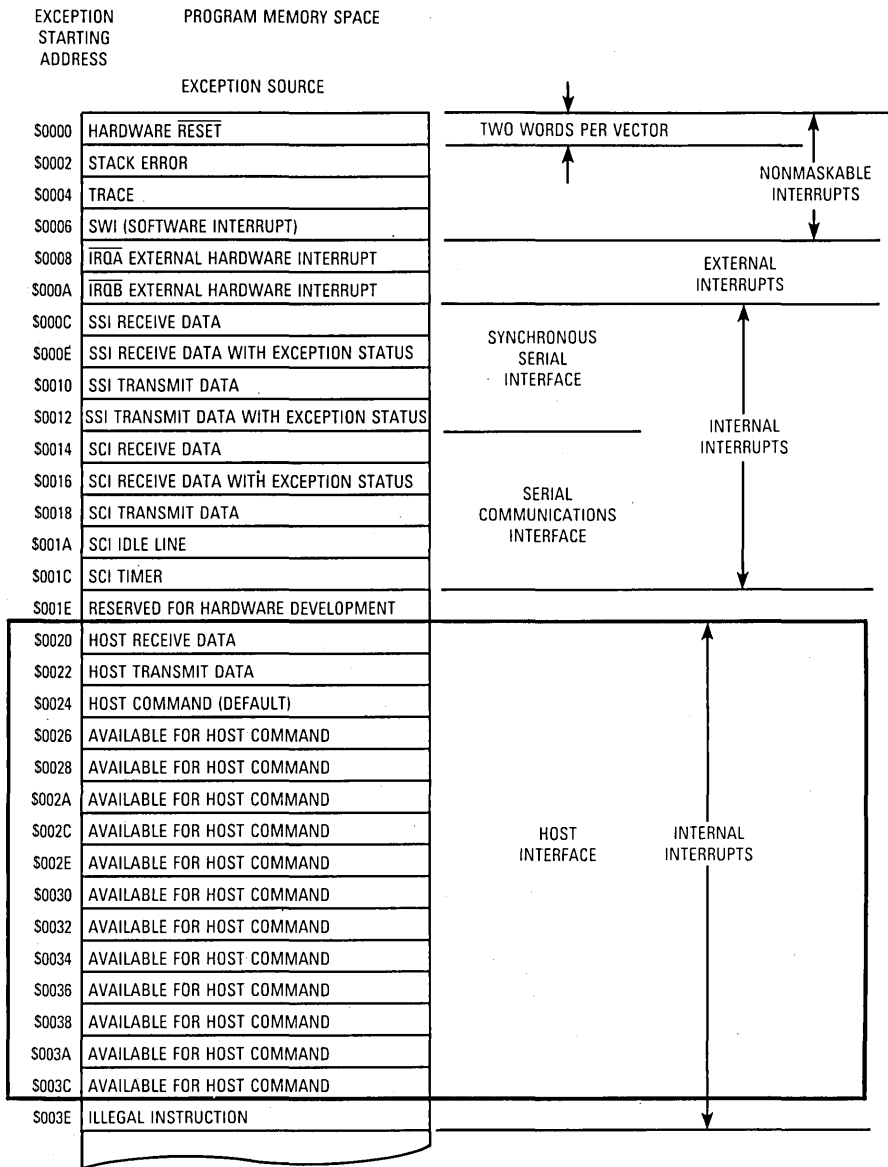 EXCEPTION STARTING ADDRESS
PROGRAM MEMORY SPACE
EXCEPTION SOURCE
$0000 HARDWARE RESET
$0002 STACK ERROR
$0004 TRACE
$0006 SWI (SOFTWARE INTERRUPT)
$0008 IRQA EXTERNAL HARDWARE INTERRUPT
$000A IRQB EXTERNAL HARDWARE INTERRUPT
$000C SSI RECEIVE DATA
$000E SSI RECEIVE DATA WITH EXCEPTION STATUS
$0010 SSI TRANSMIT DATA
$0012 SSI TRANSMIT DATA WITH EXCEPTION STATUS
$0014 SCI RECEIVE DATA
$0016 SCI RECEIVE DATA WITH EXCEPTION STATUS
$0018 SCI TRANSMIT DATA
$001A SCI IDLE LINE
$001C SCI TIMER
$001E RESERVED FOR HARDWARE DEVELOPMENT
$0020 HOST RECEIVE DATA
$0022 HOST TRANSMIT DATA
$0024 HOST COMMAND (DEFAULT)
$0026 AVAILABLE FOR HOST COMMAND
$0028 AVAILABLE FOR HOST COMMAND
$002A AVAILABLE FOR HOST COMMAND
$002C AVAILABLE FOR HOST COMMAND
$002E AVAILABLE FOR HOST COMMAND
$0030 AVAILABLE FOR HOST COMMAND
$0032 AVAILABLE FOR HOST COMMAND
$0034 AVAILABLE FOR HOST COMMAND
$0036 AVAILABLE FOR HOST COMMAND
$0038 AVAILABLE FOR HOST COMMAND
$003A AVAILABLE FOR HOST COMMAND
$003C AVAILABLE FOR HOST COMMAND
$003E ILLEGAL INSTRUCTION
TWO WORDS PER VECTOR
NONMASKABLE
INTERRUPTS
EXTERNAL
INTERRUPTS
SYNCHRONOUS
SERIAL
INTERFACE
INTERNAL
INTERRUPTS
SERIAL
COMMUNICATIONS
INTERFACE
HOST
INTERFACE
INTERNAL
INTERRUPTS